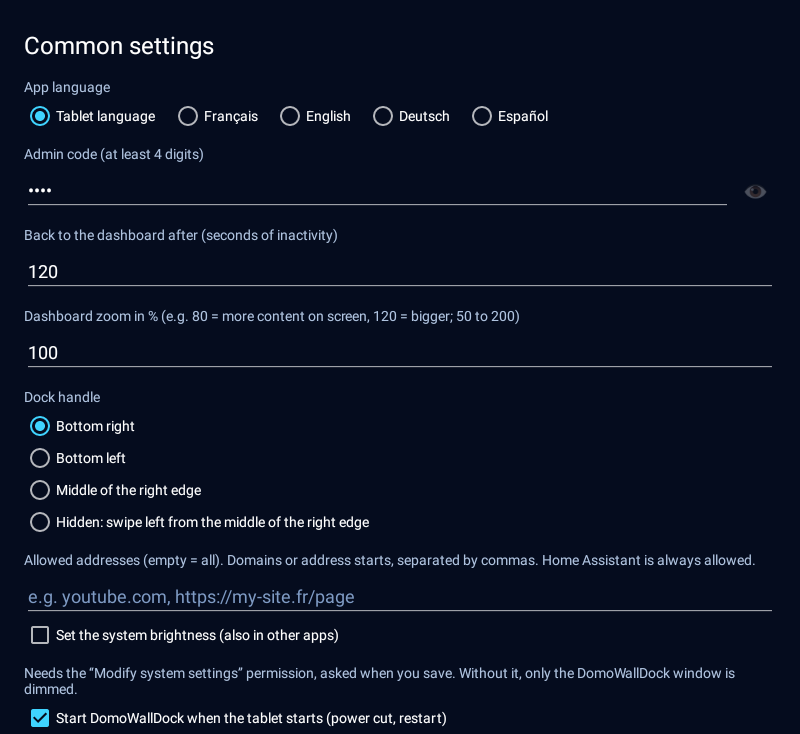 Common settings
App language
Tablet language Français English Deutsch Español
Admin code (at least 4 digits)
••••
Back to the dashboard after (seconds of inactivity)
120
Dashboard zoom in % (e.g. 80 = more content on screen, 120 = bigger; 50 to 200)
100
Dock handle
Bottom right
Bottom left
Middle of the right edge
Hidden: swipe left from the middle of the right edge
Allowed addresses (empty = all). Domains or address starts, separated by commas. Home Assistant is always allowed.
e.g. youtube.com, https://my-site.fr/page
Set the system brightness (also in other apps)
Needs the “Modify system settings” permission, asked when you save. Without it, only the DomoWallDock window is
dimmed.
Start DomoWallDock when the tablet starts (power cut, restart)